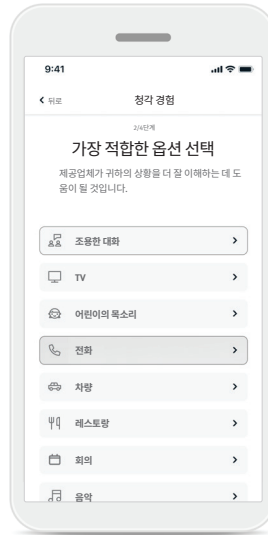 9:41
뒤로
청각 경험
2/4단계
가장 적합한 옵션 선택
제공업체가 귀하의 상황을 더 잘 이해하는 데 도
움이 될 것입니다.
조용한 대화
TV
어린이의 목소리
전화
차량
레스토랑
회의
음악